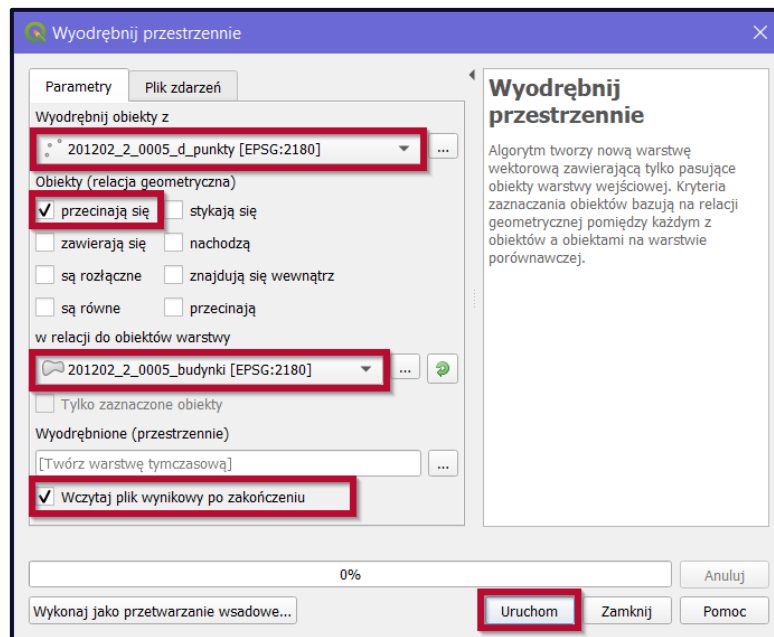 Wyodrębnij przestrzennie
Parametry
Plik zdarzeń
Wyodrębnij obiekty z
201202_2_0005_d_punkty [EPSG:2180]
...
Obiekty (relacja geometryczna)
przecinają się
stykają się
zawierają się
nachodzą
są rozłączne
znajdują się wewnątrz
są równe
przecinają
w relacji do obiektów warstwy
201202_2_0005_budynki [EPSG:2180]
...
Tylko zaznaczone obiekty
Wyodrębnione (przestrzennie)
[Twórz warstwę tymczasową]
...
Wczytaj plik wynikowy po zakończeniu
Wyodrębnij
przestrzennie
Algorytm tworzy nową warstwę
wektorową zawierającą tylko pasujące
obiekty warstwy wejściowej. Kryteria
zaznaczania obiektów bazują na relacji
geometrycznej pomiędzy każdym z
obiektów a obiektami na warstwie
porównawczej.
0%
Anuluj
Wykonaj jako przetwarzanie wsadowe...
Uruchom
Zamknij
Pomoc